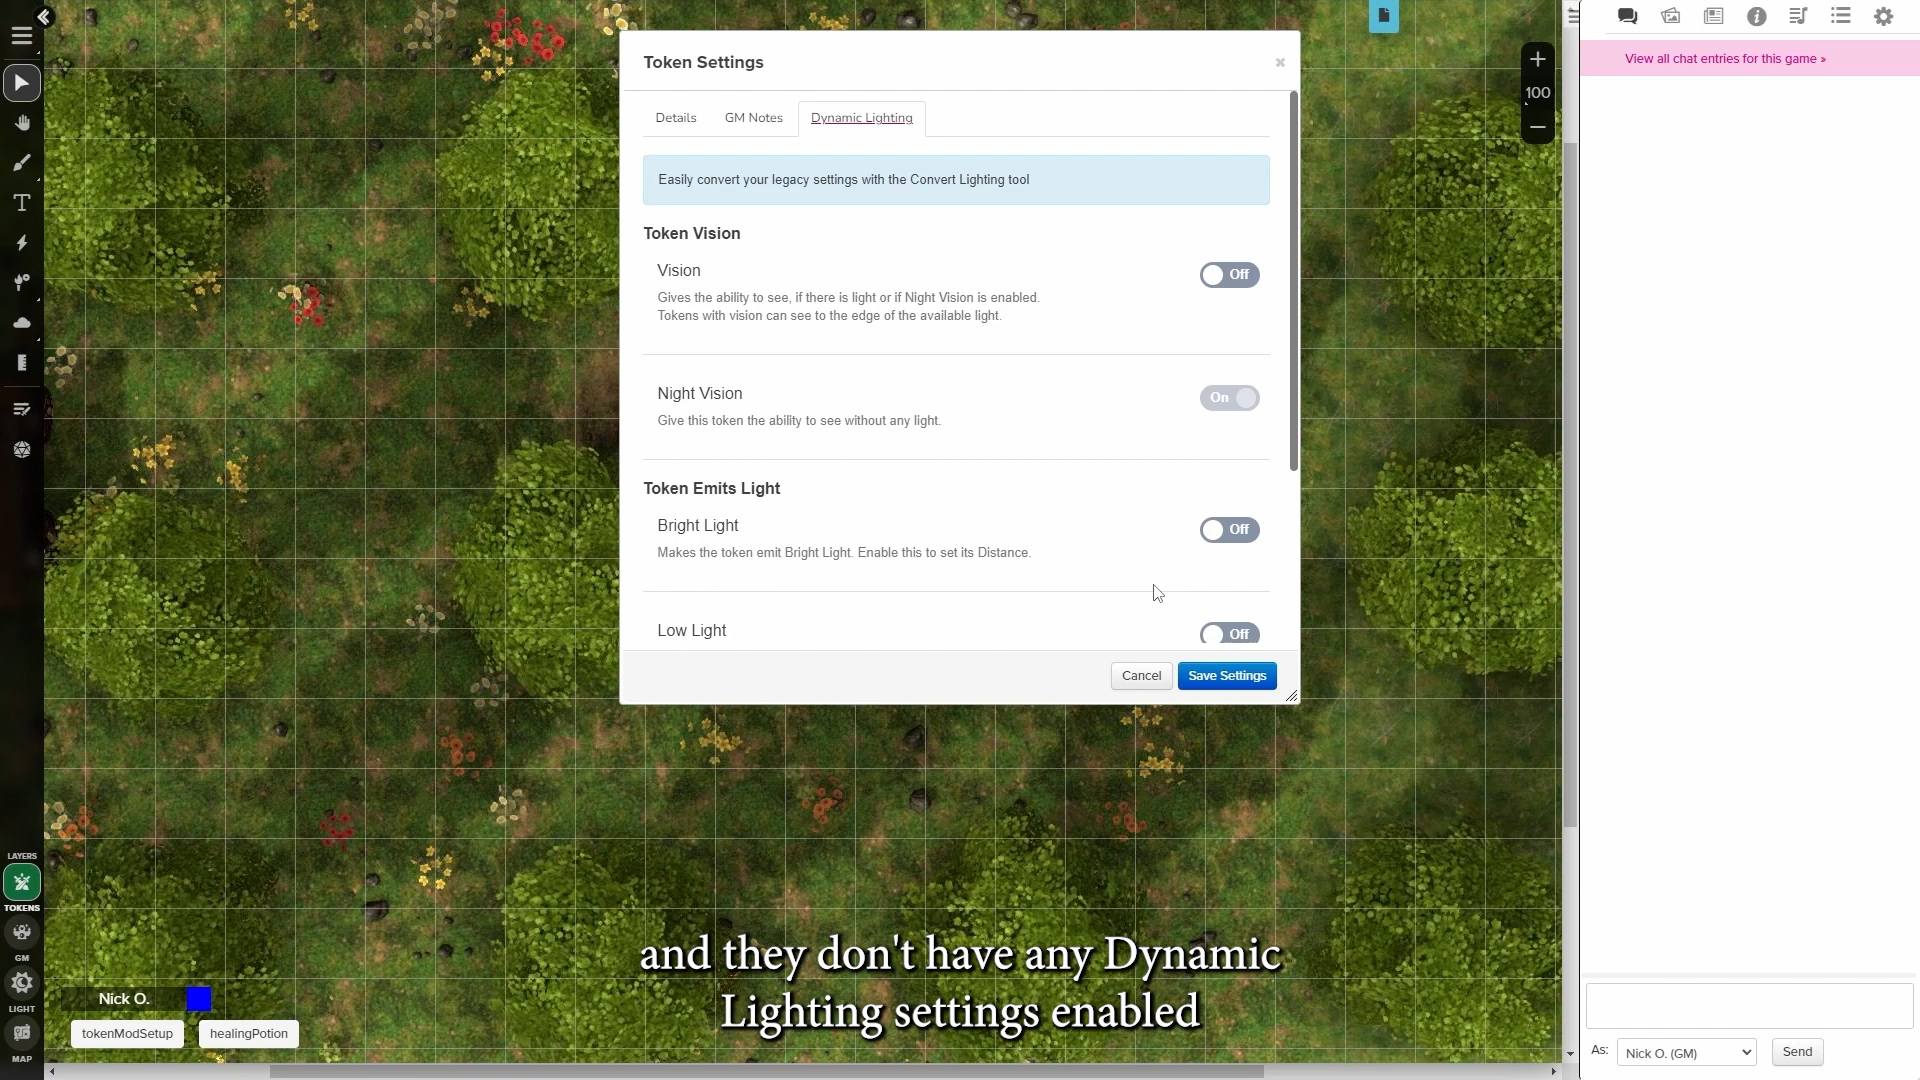 Token Settings
×
Details
GM Notes
Dynamic Lighting
Easily convert your legacy settings with the Convert Lighting tool
Token Vision
Vision
Off
Gives the ability to see, if there is light or if Night Vision is enabled.
Tokens with vision can see to the edge of the available light.
Night Vision
On
Give this token the ability to see without any light.
Token Emits Light
Bright Light
Off
Makes the token emit Bright Light. Enable this to set its Distance.
Low Light
Off
Cancel
Save Settings
100
View all chat entries for this game »
LAYERS
TOKENS
GM
LIGHT
MAP
Nick O.
tokenModSetup
healingPotion
and they don't have any Dynamic
Lighting settings enabled
As:
Nick O. (GM)
Send